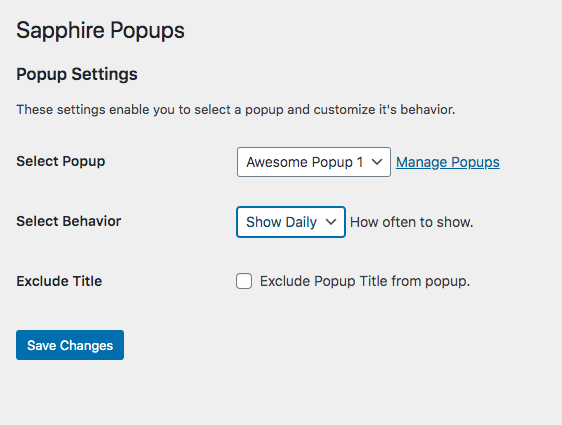 Sapphire Popups
Popup Settings
These settings enable you to select a popup and customize it's behavior.
Select Popup Awesome Popup 1 Manage Popups
Select Behavior Show Daily How often to show.
Exclude Title Exclude Popup Title from popup.
Save Changes